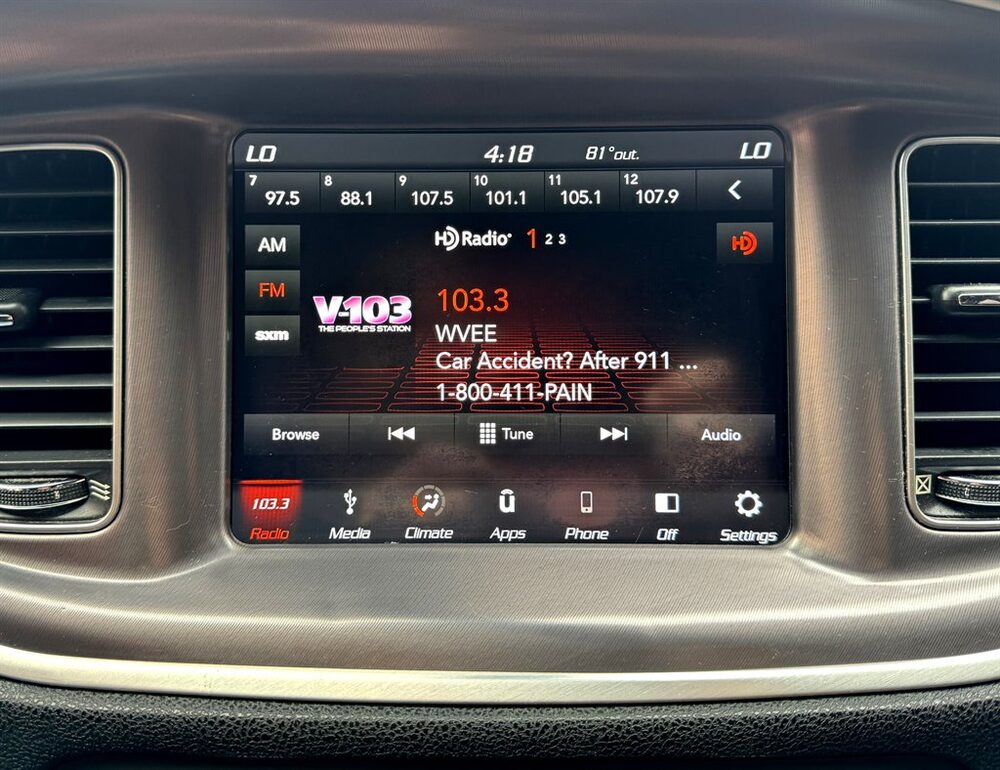 LO 4:18 81°out. LO
7 97.5 8 88.1 9 107.5 10 101.1 11 105.1 12 107.9
AM HD Radio 1 2 3 HD
FM
sxm
V-103
THE PEOPLE'S STATION
103.3
WVEE
Car Accident? After 911 ...
1-800-411-PAIN
Browse Tune Audio
103.3 ū
Radio Media Climate Apps Phone Off Settings